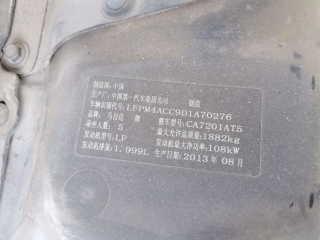 制造国:中国
生产厂:中国第一汽车集团公司 制造
车辆识别代号:LFPM4ACC9D1A70276
品牌:马自达 牌 整车型号:CA7201AT5
乘坐人数:5 最大允许总质量:1882kg
发动机型号:LF 发动机最大净功率:108kW
发动机排量:1.999L 生产日期:2013年08月